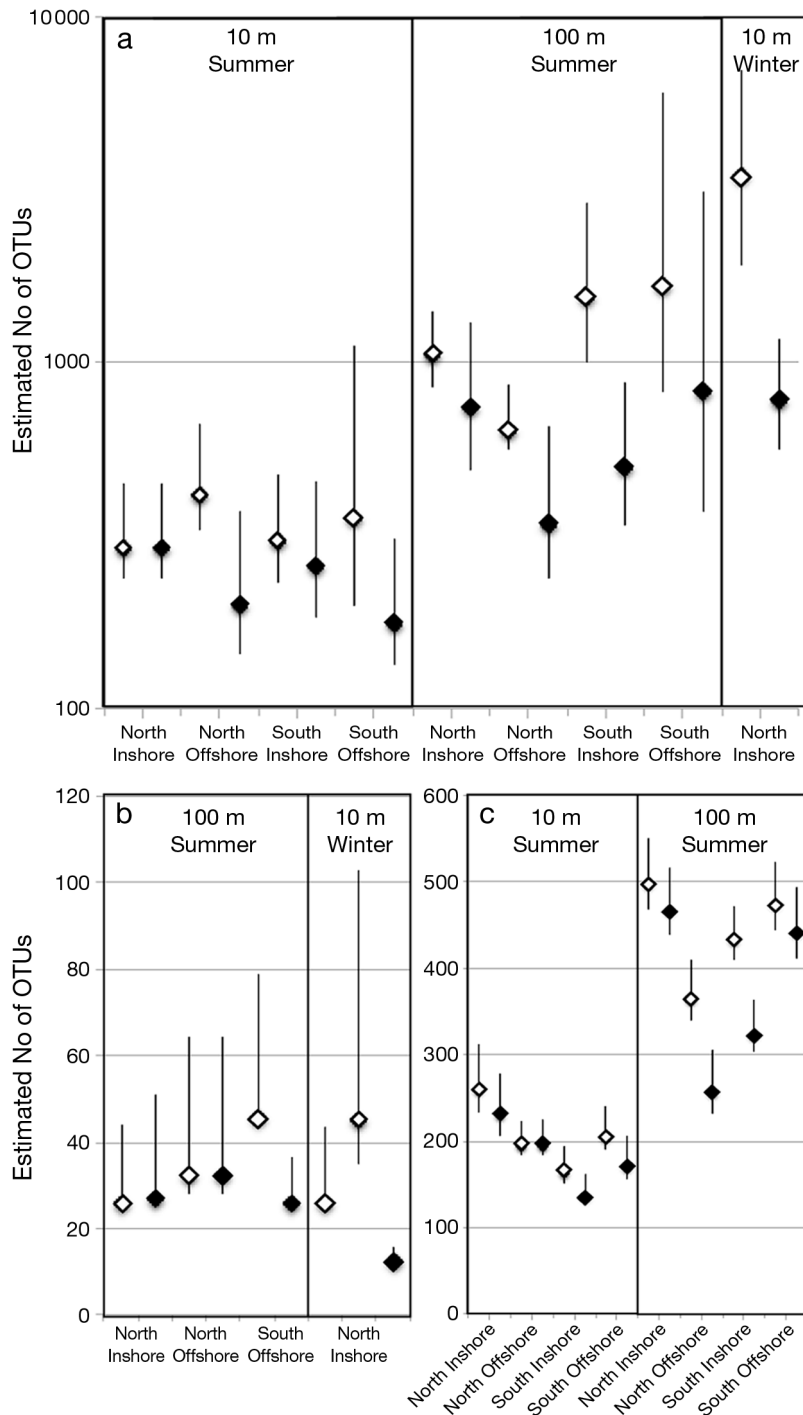 10000
a
10 m
Summer
100 m
Summer
10 m
Winter
Estimated No of OTUs
1000
100
North
Inshore
North
Offshore
South
Inshore
South
Offshore
North
Inshore
North
Offshore
South
Inshore
South
Offshore
North
Inshore
120
b
100 m
Summer
10 m
Winter
100
80
60
40
20
0
Estimated No of OTUs
North
Inshore
North
Offshore
South
Offshore
North
Inshore
600
c
10 m
Summer
100 m
Summer
500
400
300
200
100
0
North Inshore
North Offshore
South Inshore
South Offshore
North Inshore
North Offshore
South Inshore
South Offshore